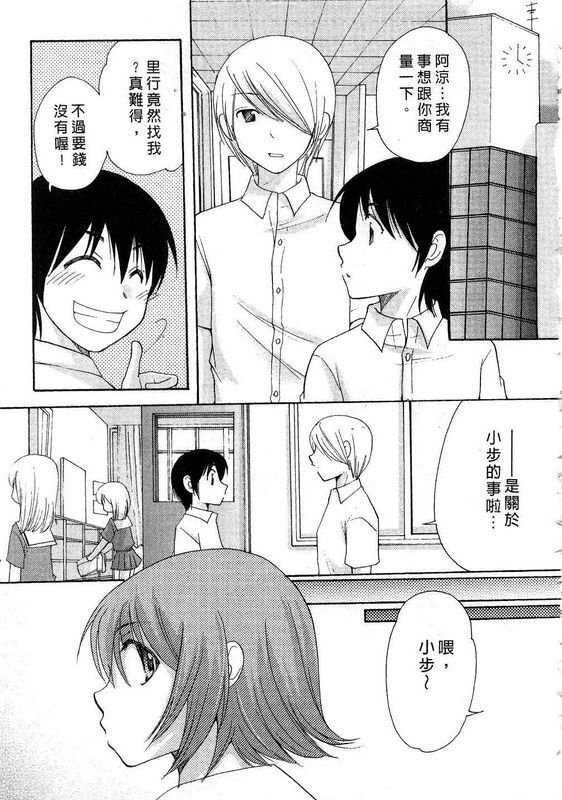 阿涼…我有
事想跟你商
量一下。
里行竟然找我
？真難得，
不過要錢
沒有喔！
——是關於
小步的事啦…
喂，
小步～